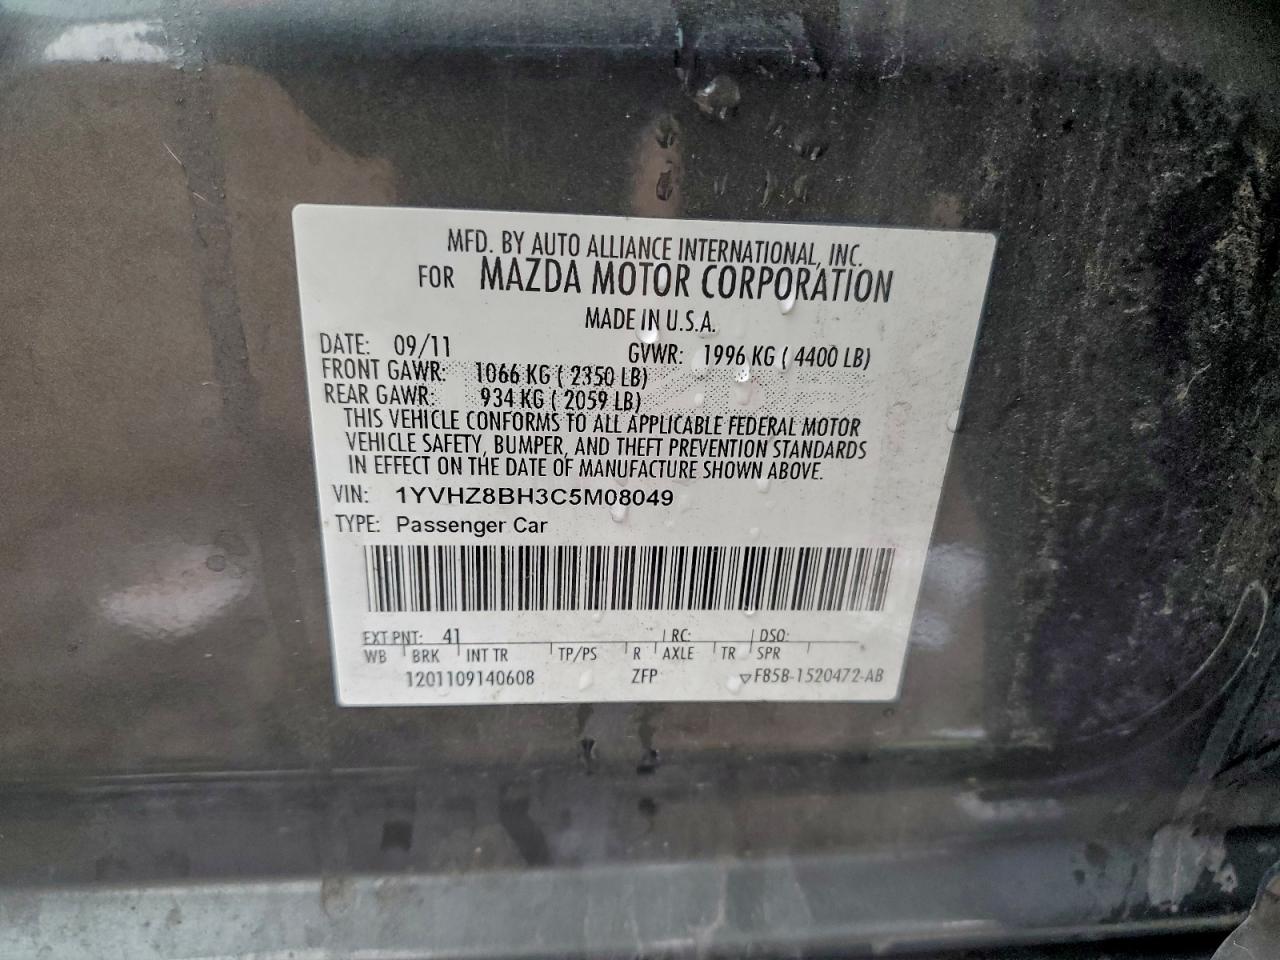 MFD. BY AUTO ALLIANCE INTERNATIONAL, INC.
FOR MAZDA MOTOR CORPORATION
MADE IN U.S.A.
DATE: 09/11 GVWR: 1996 KG ( 4400 LB)
FRONT GAWR: 1066 KG ( 2350 LB)
REAR GAWR: 934 KG ( 2059 LB)
THIS VEHICLE CONFORMS TO ALL APPLICABLE FEDERAL MOTOR
VEHICLE SAFETY, BUMPER, AND THEFT PREVENTION STANDARDS
IN EFFECT ON THE DATE OF MANUFACTURE SHOWN ABOVE.
VIN: 1YVHZ8BH3C5M08049
TYPE: Passenger Car
EXT PNT: 41 RC: DSO:
WB BRK INT TR TP/PS R AXLE TR SPR
1201109140608 ZFP ▽F85B-1520472-AB